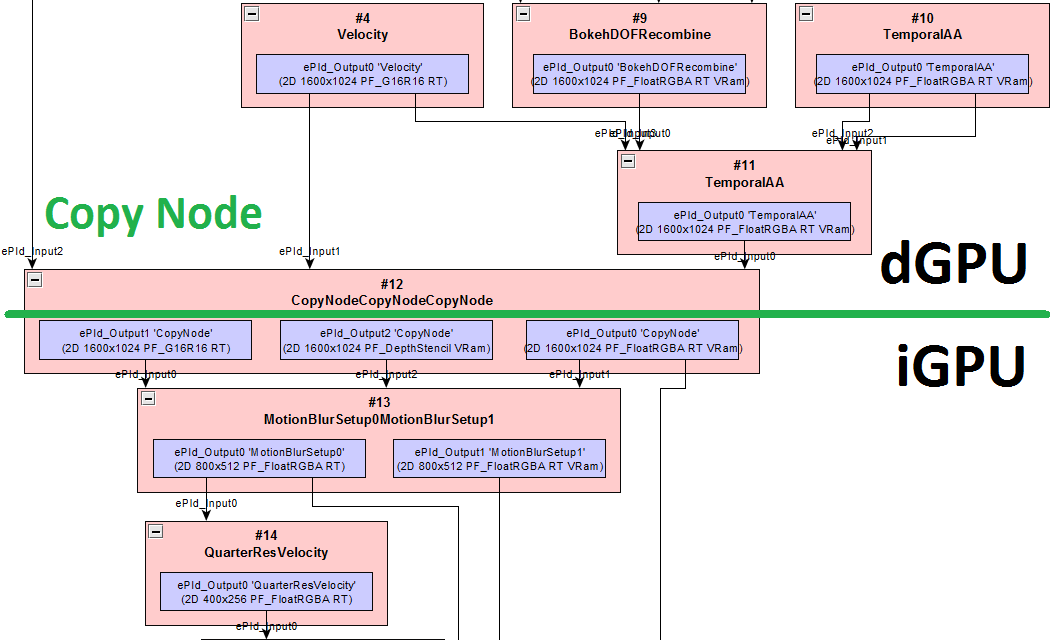 #4
Velocity
ePId_Output0 'Velocity'
(2D 1600x1024 PF_G16R16 RT)
#9
BokehDOFRecombine
ePId_Output0 'BokehDOFRecombine'
(2D 1600x1024 PF_FloatRGBA RT VRam)
#10
TemporalAA
ePId_Output0 'TemporalAA'
(2D 1600x1024 PF_FloatRGBA RT VRam)
ePId_Input0
ePId_Input2
ePId_Input1
#11
TemporalAA
ePId_Output0 'TemporalAA'
(2D 1600x1024 PF_FloatRGBA RT VRam)
Copy Node
ePId_Input2
ePId_Input1
ePId_Input0
dGPU
#12
CopyNodeCopyNodeCopyNode
ePId_Output1 'CopyNode'
(2D 1600x1024 PF_G16R16 RT)
ePId_Output2 'CopyNode'
(2D 1600x1024 PF_DepthStencil VRam)
ePId_Output0 'CopyNode'
(2D 1600x1024 PF_FloatRGBA RT VRam)
iGPU
ePId_Input0
ePId_Input2
ePId_Input1
#13
MotionBlurSetup0MotionBlurSetup1
ePId_Output0 'MotionBlurSetup0'
(2D 800x512 PF_FloatRGBA RT)
ePId_Output1 'MotionBlurSetup1'
(2D 800x512 PF_FloatRGBA RT VRam)
ePId_Input0
#14
QuarterResVelocity
ePId_Output0 'QuarterResVelocity'
(2D 400x256 PF_FloatRGBA RT)
ePId_Input0